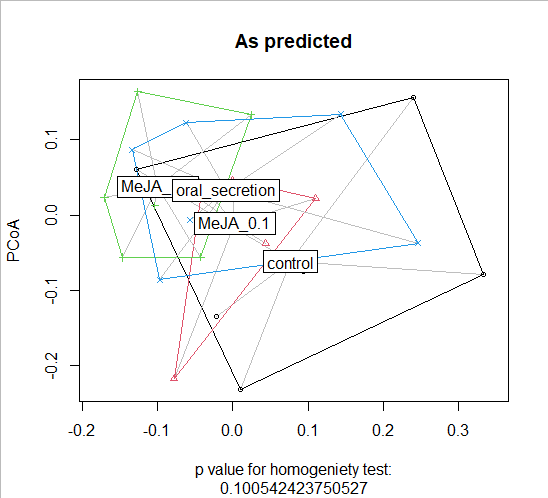 As predicted
PCoA
0.1
0.0
-0.1
-0.2
MeJA_
oral_secretion
MeJA_0.1
control
-0.2 -0.1 0.0 0.1 0.2 0.3
p value for homogeniety test:
0.100542423750527